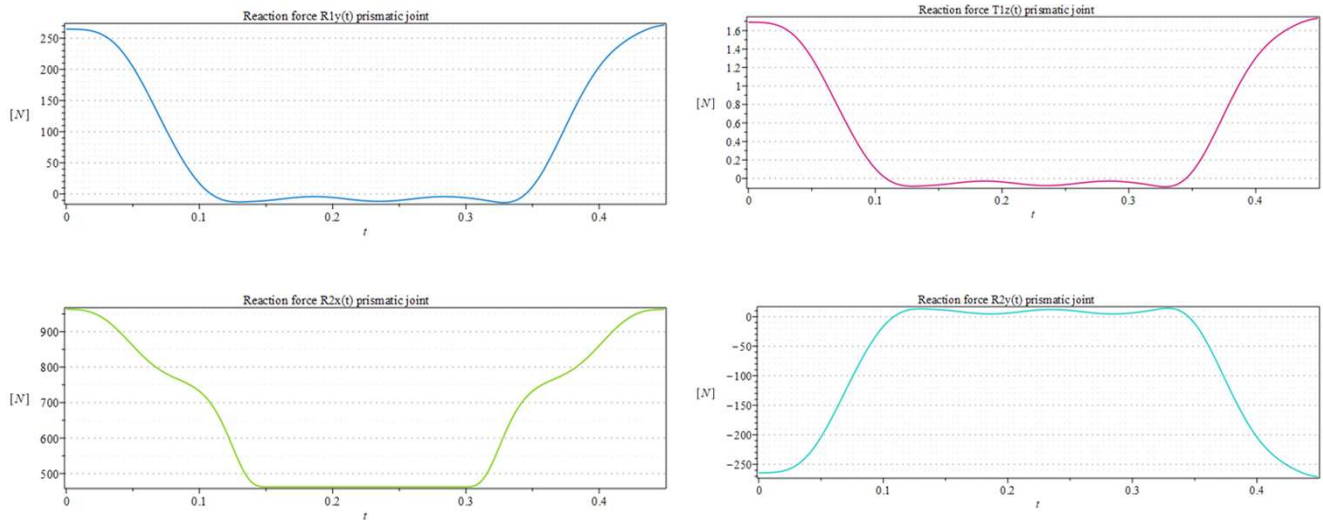 Reaction force R1y(t) prismatic joint
250
200
150
[N]
100
50
0
0 0.1 0.2 0.3 0.4
t
Reaction force T1z(t) prismatic joint
1.6
1.4
1.2
1
[N]
0.8
0.6
0.4
0.2
0
0 0.1 0.2 0.3 0.4
t
Reaction force R2x(t) prismatic joint
900
800
[N]
700
600
500
0 0.1 0.2 0.3 0.4
t
Reaction force R2y(t) prismatic joint
0
-50
-100
[N]
-150
-200
-250
0 0.1 0.2 0.3 0.4
t